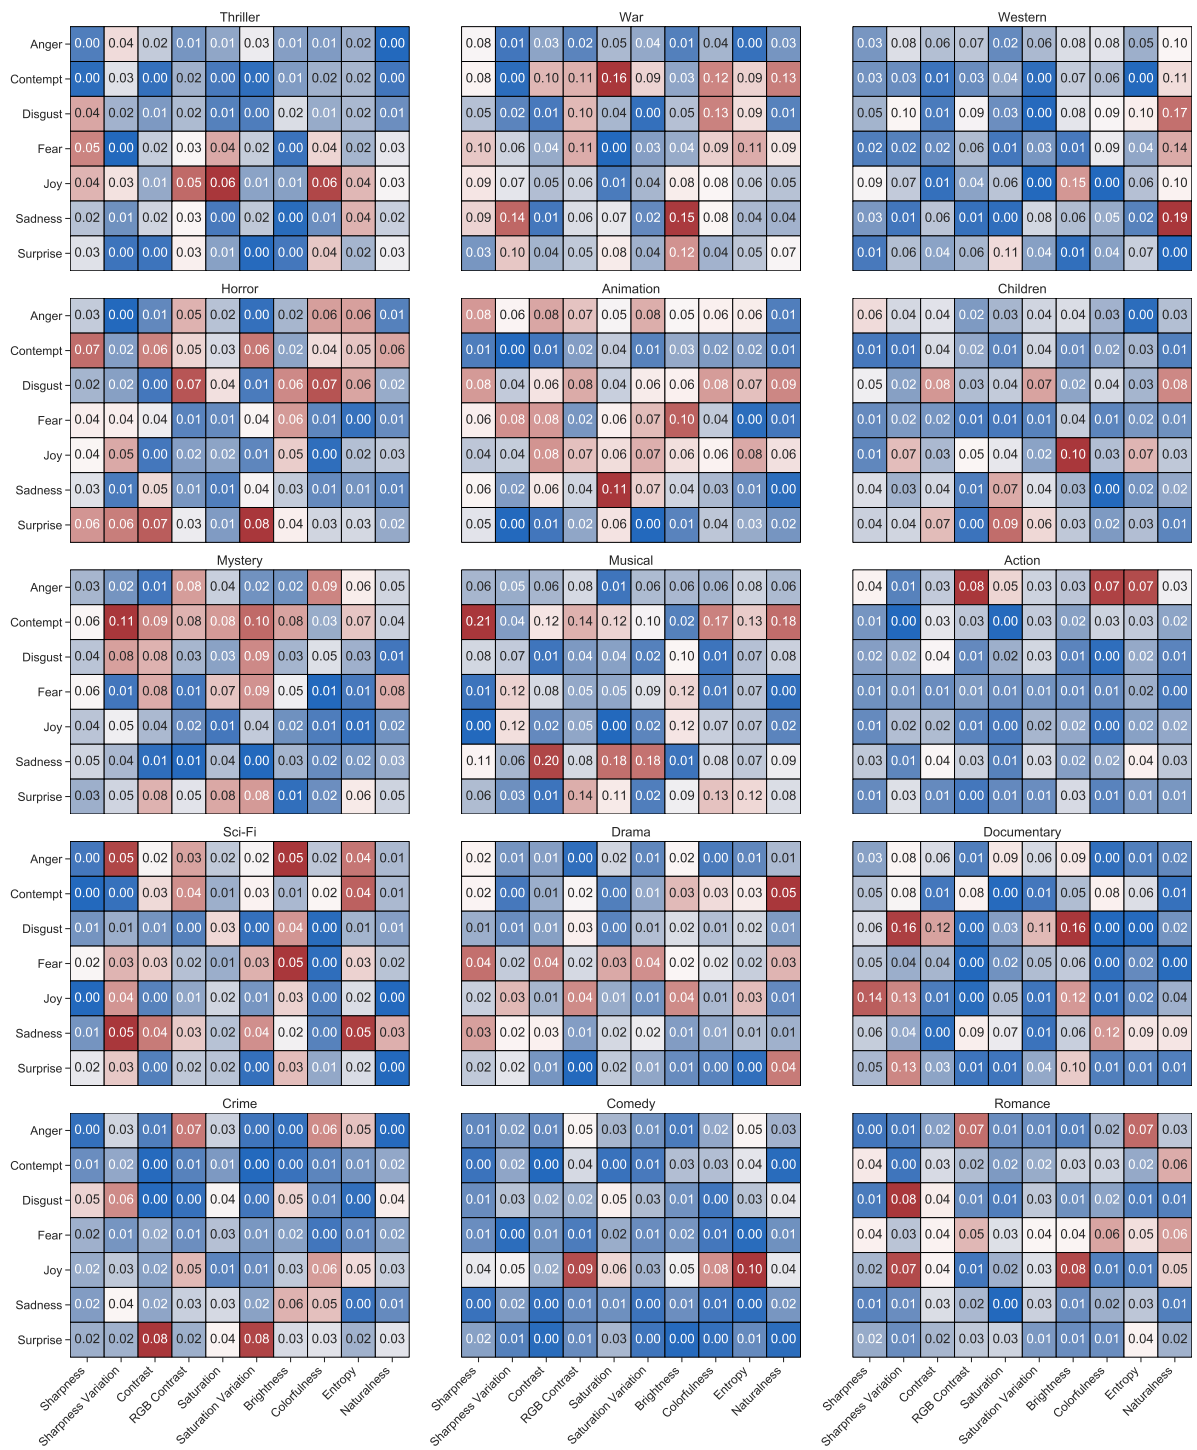 Thriller War Western
Anger 0.00 0.04 0.02 0.01 0.01 0.03 0.01 0.01 0.02 0.00 0.08 0.01 0.03 0.02 0.05 0.04 0.01 0.04 0.00 0.03 0.03 0.08 0.06 0.07 0.02 0.06 0.08 0.08 0.05 0.10
Contempt 0.00 0.03 0.00 0.02 0.00 0.00 0.01 0.02 0.02 0.00 0.08 0.00 0.10 0.11 0.16 0.09 0.03 0.12 0.09 0.13 0.03 0.03 0.01 0.03 0.04 0.00 0.07 0.06 0.00 0.11
Disgust 0.04 0.02 0.01 0.02 0.01 0.00 0.02 0.01 0.02 0.01 0.05 0.02 0.01 0.10 0.04 0.00 0.05 0.13 0.09 0.01 0.05 0.10 0.01 0.09 0.03 0.00 0.08 0.09 0.10 0.17
Fear 0.05 0.00 0.02 0.03 0.04 0.02 0.00 0.04 0.02 0.03 0.10 0.06 0.04 0.11 0.00 0.03 0.04 0.09 0.11 0.09 0.02 0.02 0.02 0.06 0.01 0.03 0.01 0.09 0.04 0.14
Joy 0.04 0.03 0.01 0.05 0.06 0.01 0.01 0.06 0.04 0.03 0.09 0.07 0.05 0.06 0.01 0.04 0.08 0.08 0.06 0.05 0.09 0.07 0.01 0.04 0.06 0.00 0.15 0.00 0.06 0.10
Sadness 0.02 0.01 0.02 0.03 0.00 0.02 0.00 0.01 0.04 0.02 0.09 0.14 0.01 0.06 0.07 0.02 0.15 0.08 0.04 0.04 0.03 0.01 0.06 0.01 0.00 0.08 0.06 0.05 0.02 0.19
Surprise 0.03 0.00 0.00 0.03 0.01 0.00 0.00 0.04 0.02 0.03 0.03 0.10 0.04 0.05 0.08 0.04 0.12 0.04 0.05 0.07 0.01 0.06 0.04 0.06 0.11 0.04 0.01 0.04 0.07 0.00
Horror Animation Children
Anger 0.03 0.00 0.01 0.05 0.02 0.00 0.02 0.06 0.06 0.01 0.08 0.06 0.08 0.07 0.05 0.08 0.05 0.06 0.06 0.01 0.06 0.04 0.04 0.02 0.03 0.04 0.04 0.03 0.00 0.03
Contempt 0.07 0.02 0.06 0.05 0.03 0.06 0.02 0.04 0.05 0.06 0.01 0.00 0.01 0.02 0.04 0.01 0.03 0.02 0.02 0.01 0.01 0.01 0.04 0.02 0.04 0.01 0.01 0.02 0.03 0.01
Disgust 0.02 0.02 0.00 0.07 0.04 0.01 0.06 0.07 0.06 0.02 0.08 0.04 0.06 0.08 0.04 0.06 0.06 0.08 0.07 0.09 0.05 0.02 0.08 0.03 0.04 0.07 0.02 0.04 0.03 0.08
Fear 0.04 0.04 0.04 0.01 0.01 0.04 0.06 0.01 0.00 0.01 0.06 0.08 0.08 0.02 0.06 0.07 0.10 0.04 0.00 0.01 0.01 0.02 0.02 0.01 0.01 0.01 0.04 0.01 0.02 0.01
Joy 0.04 0.05 0.00 0.02 0.02 0.01 0.05 0.00 0.02 0.03 0.04 0.04 0.08 0.07 0.06 0.06 0.06 0.06 0.08 0.06 0.01 0.07 0.03 0.05 0.04 0.02 0.10 0.03 0.07 0.03
Sadness 0.03 0.01 0.05 0.01 0.01 0.04 0.03 0.01 0.01 0.01 0.06 0.02 0.06 0.04 0.11 0.07 0.04 0.03 0.01 0.00 0.04 0.03 0.04 0.01 0.07 0.04 0.03 0.00 0.02 0.02
Surprise 0.06 0.06 0.07 0.03 0.01 0.08 0.04 0.03 0.03 0.02 0.05 0.00 0.01 0.02 0.06 0.00 0.01 0.04 0.03 0.02 0.04 0.04 0.07 0.00 0.09 0.06 0.03 0.02 0.03 0.01
Mystery Musical Action
Anger 0.03 0.02 0.01 0.08 0.04 0.02 0.02 0.09 0.06 0.05 0.06 0.05 0.06 0.08 0.01 0.06 0.06 0.06 0.08 0.06 0.04 0.01 0.03 0.08 0.05 0.03 0.03 0.07 0.07 0.03
Contempt 0.06 0.11 0.09 0.08 0.08 0.10 0.08 0.03 0.07 0.04 0.21 0.04 0.12 0.14 0.12 0.10 0.02 0.17 0.13 0.18 0.01 0.00 0.03 0.03 0.00 0.03 0.02 0.03 0.03 0.02
Disgust 0.04 0.08 0.08 0.03 0.03 0.09 0.03 0.05 0.03 0.01 0.08 0.07 0.01 0.04 0.04 0.02 0.10 0.01 0.07 0.08 0.02 0.02 0.04 0.01 0.02 0.03 0.01 0.00 0.02 0.01
Fear 0.06 0.01 0.08 0.01 0.07 0.09 0.05 0.01 0.01 0.08 0.01 0.12 0.08 0.05 0.05 0.09 0.12 0.01 0.07 0.00 0.01 0.01 0.01 0.01 0.01 0.01 0.01 0.01 0.02 0.00
Joy 0.04 0.05 0.04 0.02 0.01 0.04 0.02 0.01 0.01 0.02 0.00 0.12 0.02 0.05 0.00 0.02 0.12 0.07 0.07 0.02 0.01 0.02 0.02 0.01 0.01 0.02 0.02 0.00 0.02 0.02
Sadness 0.05 0.04 0.01 0.01 0.04 0.00 0.03 0.02 0.02 0.03 0.11 0.06 0.20 0.08 0.18 0.18 0.01 0.08 0.07 0.09 0.03 0.01 0.04 0.03 0.01 0.03 0.02 0.02 0.04 0.03
Surprise 0.03 0.05 0.08 0.05 0.08 0.08 0.01 0.02 0.06 0.05 0.06 0.03 0.01 0.14 0.11 0.02 0.09 0.13 0.12 0.08 0.01 0.03 0.01 0.01 0.01 0.01 0.03 0.01 0.01 0.01
Sci-Fi Drama Documentary
Anger 0.00 0.05 0.02 0.03 0.02 0.02 0.05 0.02 0.04 0.01 0.02 0.01 0.01 0.00 0.02 0.01 0.02 0.00 0.01 0.01 0.03 0.08 0.06 0.01 0.09 0.06 0.09 0.00 0.01 0.02
Contempt 0.00 0.00 0.03 0.04 0.01 0.03 0.01 0.02 0.04 0.01 0.02 0.00 0.01 0.02 0.00 0.01 0.03 0.03 0.03 0.05 0.05 0.08 0.01 0.08 0.00 0.01 0.05 0.08 0.06 0.01
Disgust 0.01 0.01 0.01 0.00 0.03 0.00 0.04 0.00 0.01 0.01 0.01 0.01 0.01 0.03 0.00 0.01 0.02 0.01 0.02 0.01 0.06 0.16 0.12 0.00 0.03 0.11 0.16 0.00 0.00 0.02
Fear 0.02 0.03 0.03 0.02 0.01 0.03 0.05 0.00 0.03 0.02 0.04 0.02 0.04 0.02 0.03 0.04 0.02 0.02 0.02 0.03 0.05 0.04 0.04 0.00 0.02 0.05 0.06 0.00 0.02 0.00
Joy 0.00 0.04 0.00 0.01 0.02 0.01 0.03 0.00 0.02 0.00 0.02 0.03 0.01 0.04 0.01 0.01 0.04 0.01 0.03 0.01 0.14 0.13 0.01 0.00 0.05 0.01 0.12 0.01 0.02 0.04
Sadness 0.01 0.05 0.04 0.03 0.02 0.04 0.02 0.00 0.05 0.03 0.03 0.02 0.03 0.01 0.02 0.02 0.01 0.01 0.01 0.01 0.06 0.04 0.00 0.09 0.07 0.01 0.06 0.12 0.09 0.09
Surprise 0.02 0.03 0.00 0.02 0.02 0.00 0.03 0.01 0.02 0.00 0.02 0.02 0.01 0.00 0.02 0.01 0.01 0.00 0.00 0.04 0.05 0.13 0.03 0.01 0.01 0.04 0.10 0.01 0.01 0.01
Crime Comedy Romance
Anger 0.00 0.03 0.01 0.07 0.03 0.00 0.00 0.06 0.05 0.00 0.01 0.02 0.01 0.05 0.03 0.01 0.01 0.02 0.05 0.03 0.00 0.01 0.02 0.07 0.01 0.01 0.01 0.02 0.07 0.03
Contempt 0.01 0.02 0.00 0.01 0.01 0.00 0.00 0.01 0.01 0.02 0.00 0.02 0.00 0.04 0.00 0.01 0.03 0.03 0.04 0.00 0.04 0.00 0.03 0.02 0.02 0.02 0.03 0.03 0.02 0.06
Disgust 0.05 0.06 0.00 0.00 0.04 0.00 0.05 0.01 0.00 0.04 0.01 0.03 0.02 0.02 0.05 0.03 0.01 0.00 0.03 0.04 0.01 0.08 0.04 0.01 0.01 0.03 0.01 0.02 0.01 0.01
Fear 0.02 0.01 0.02 0.01 0.02 0.01 0.02 0.00 0.01 0.02 0.01 0.00 0.01 0.01 0.02 0.01 0.02 0.01 0.00 0.01 0.04 0.03 0.04 0.05 0.03 0.04 0.04 0.06 0.05 0.06
Joy 0.02 0.03 0.02 0.05 0.01 0.01 0.03 0.06 0.05 0.03 0.04 0.05 0.02 0.09 0.06 0.03 0.05 0.08 0.10 0.04 0.02 0.07 0.04 0.01 0.02 0.04 0.08 0.01 0.01 0.05
Sadness 0.02 0.04 0.02 0.03 0.03 0.02 0.06 0.05 0.00 0.01 0.00 0.02 0.00 0.01 0.01 0.01 0.01 0.00 0.00 0.02 0.01 0.01 0.03 0.02 0.00 0.03 0.01 0.02 0.03 0.01
Surprise 0.02 0.02 0.08 0.02 0.04 0.08 0.03 0.03 0.02 0.03 0.02 0.01 0.00 0.01 0.03 0.00 0.00 0.00 0.01 0.00 0.02 0.01 0.02 0.03 0.03 0.01 0.01 0.01 0.04 0.02
Sharpness Sharpness Variation Contrast RGB Contrast Saturation Saturation Variation Brightness Colorfulness Entropy Naturalness Sharpness Sharpness Variation Contrast RGB Contrast Saturation Saturation Variation Brightness Colorfulness Entropy Naturalness Sharpness Sharpness Variation Contrast RGB Contrast Saturation Saturation Variation Brightness Colorfulness Entropy Naturalness